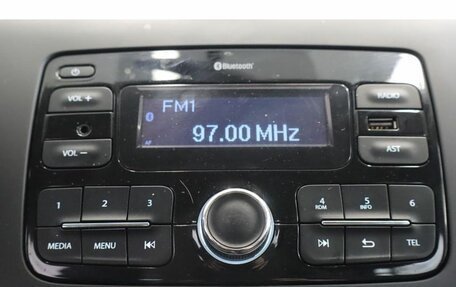 Bluetooth
VOL +
FM1
RADIO
97.00 MHz
AF
VOL −
AST
1 2 3
4 RDM 5 INFO 6
MEDIA MENU
TEL